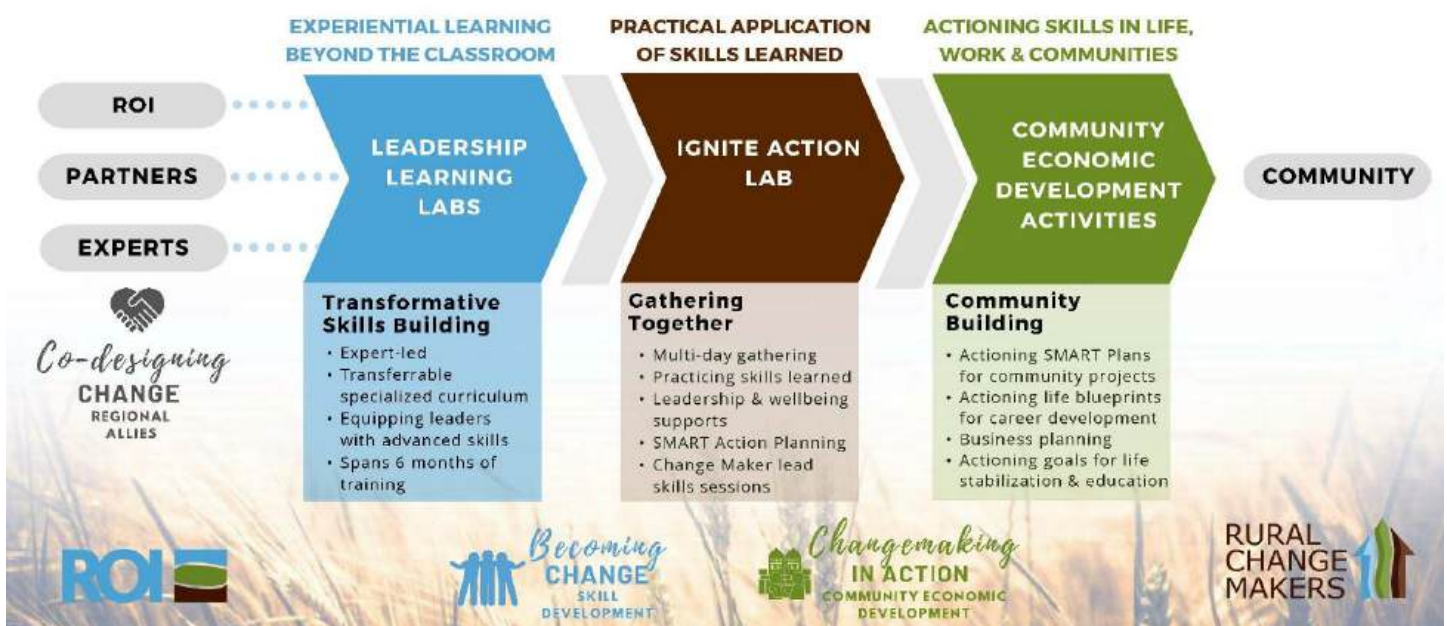 EXPERIENTIAL LEARNING
BEYOND THE CLASSROOM
PRACTICAL APPLICATION
OF SKILLS LEARNED
ACTIONING SKILLS IN LIFE,
WORK & COMMUNITIES
ROI
PARTNERS
EXPERTS
Co-designing
CHANGE
REGIONAL
ALLIES
LEADERSHIP
LEARNING
LABS
IGNITE ACTION
LAB
COMMUNITY
ECONOMIC
DEVELOPMENT
ACTIVITIES
COMMUNITY
Transformative
Skills Building
• Expert-led
• Transferrable
specialized curriculum
• Equipping leaders
with advanced skills
• Spans 6 months of
training
Gathering
Together
• Multi-day gathering
• Practicing skills learned
• Leadership & wellbeing
supports
• SMART Action Planning
• Change Maker lead
skills sessions
Community
Building
• Actioning SMART Plans
for community projects
• Actioning life blueprints
for career development
• Business planning
• Actioning goals for life
stabilization & education
ROI
Becoming
CHANGE
SKILL
DEVELOPMENT
Changemaking
IN ACTION
COMMUNITY ECONOMIC
DEVELOPMENT
RURAL
CHANGE
MAKERS